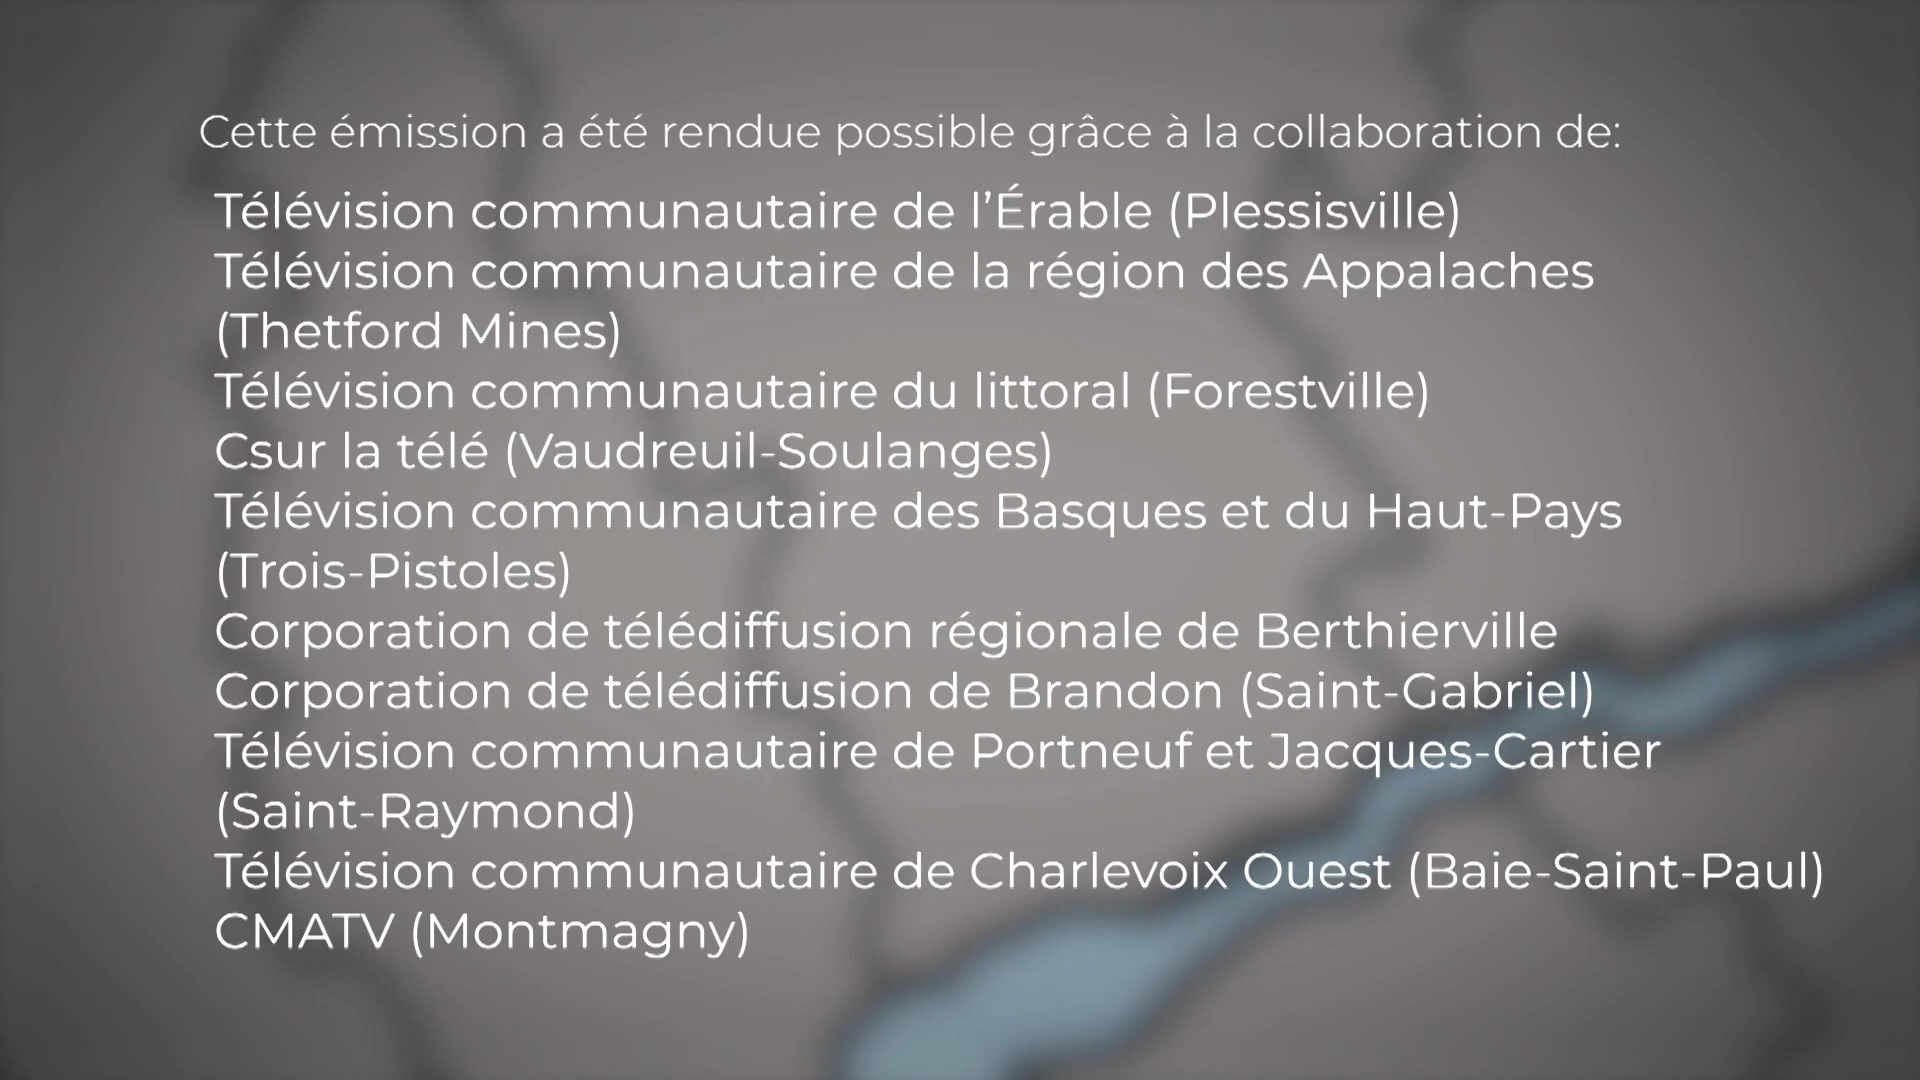 Cette émission a été rendue possible grâce à la collaboration de:
Télévision communautaire de l’Érable (Plessisville)
Télévision communautaire de la région des Appalaches
(Thetford Mines)
Télévision communautaire du littoral (Forestville)
Csur la télé (Vaudreuil-Soulanges)
Télévision communautaire des Basques et du Haut-Pays
(Trois-Pistoles)
Corporation de télédiffusion régionale de Berthierville
Corporation de télédiffusion de Brandon (Saint-Gabriel)
Télévision communautaire de Portneuf et Jacques-Cartier
(Saint-Raymond)
Télévision communautaire de Charlevoix Ouest (Baie-Saint-Paul)
CMATV (Montmagny)